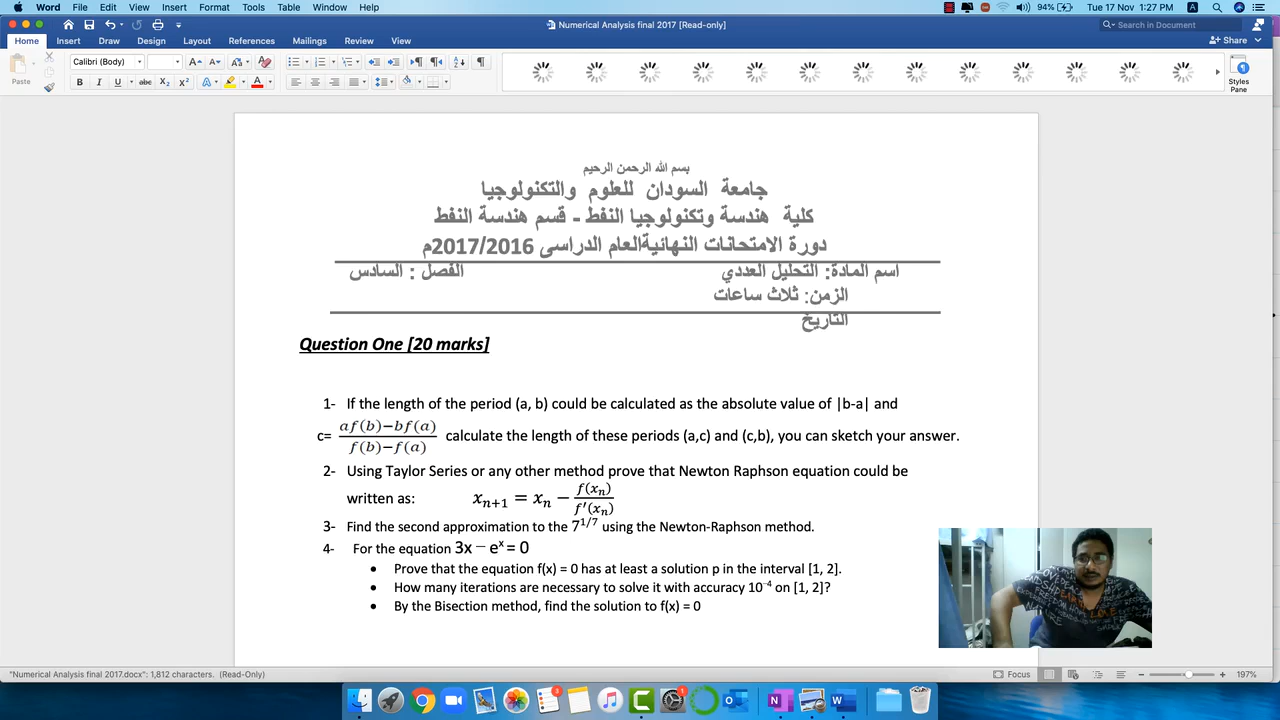 Word File Edit View Insert Format Tools Table Window Help 94% Tue 17 Nov 1:27 PM
Numerical Analysis final 2017 [Read-only]
Search in Document
Home Insert Draw Design Layout References Mailings Review View Share
Paste Calibri (Body) Styles Pane
بسم الله الرحمن الرحيم
جامعة السودان للعلوم والتكنولوجيا
كلية هندسة وتكنولوجيا النفط - قسم هندسة النفط
دورة الامتحانات النهائيةالعام الدراسى 2017/2016م
اسم المادة: التحليل العددي الفصل : السادس
الزمن: ثلاث ساعات
التاريخ
Question One [20 marks]
1- If the length of the period (a, b) could be calculated as the absolute value of |b-a| and
c= af(b)−bf(a) / f(b)−f(a) calculate the length of these periods (a,c) and (c,b), you can sketch your answer.
2- Using Taylor Series or any other method prove that Newton Raphson equation could be
written as: xₙ₊₁ = xₙ − f(xₙ) / f′(xₙ)
3- Find the second approximation to the 7^1/7 using the Newton-Raphson method.
4- For the equation 3x − eˣ = 0
• Prove that the equation f(x) = 0 has at least a solution p in the interval [1, 2].
• How many iterations are necessary to solve it with accuracy 10⁻⁴ on [1, 2]?
• By the Bisection method, find the solution to f(x) = 0
"Numerical Analysis final 2017.docx": 1,812 characters. (Read-Only) Focus 197%